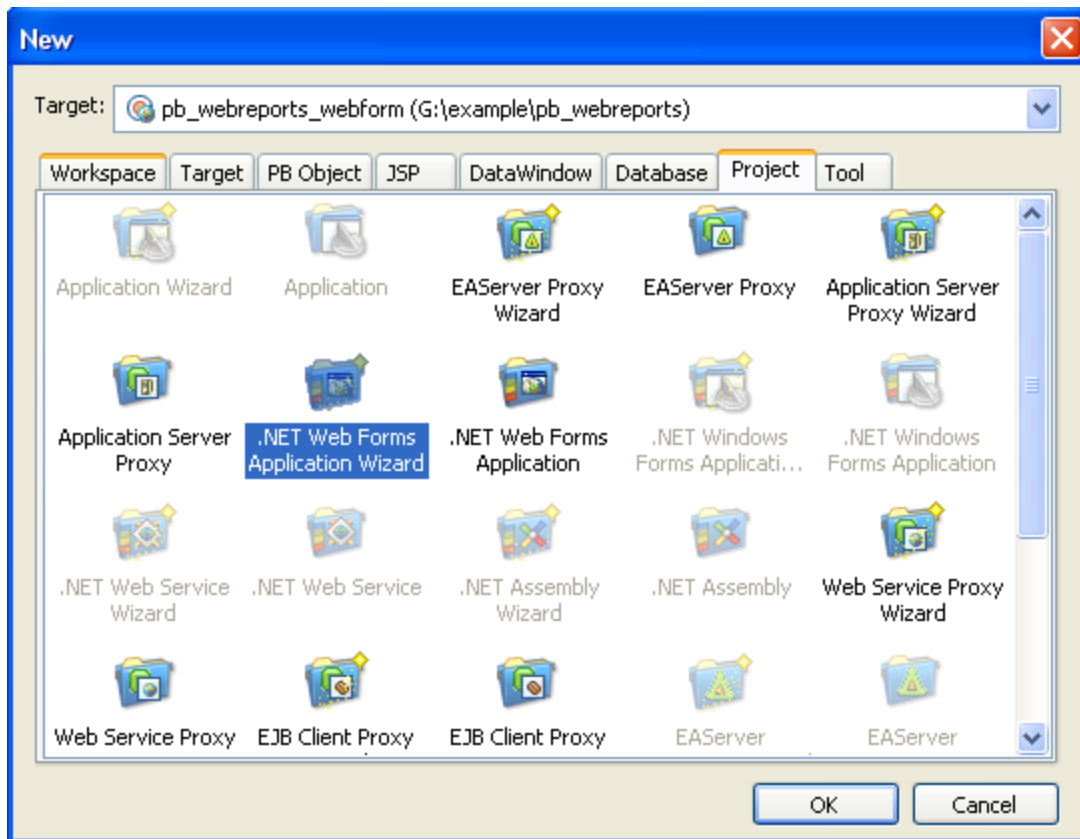 New
Target: pb_webreports_webform (G:\example\pb_webreports)
Workspace Target PB Object JSP DataWindow Database Project Tool
Application Wizard Application EAServer Proxy Wizard EAServer Proxy Application Server Proxy Wizard
Application Server Proxy .NET Web Forms Application Wizard .NET Web Forms Application .NET Windows Forms Applicati... .NET Windows Forms Application
.NET Web Service Wizard .NET Web Service .NET Assembly Wizard .NET Assembly Web Service Proxy Wizard
Web Service Proxy EJB Client Proxy EJB Client Proxy EAServer EAServer
OK Cancel